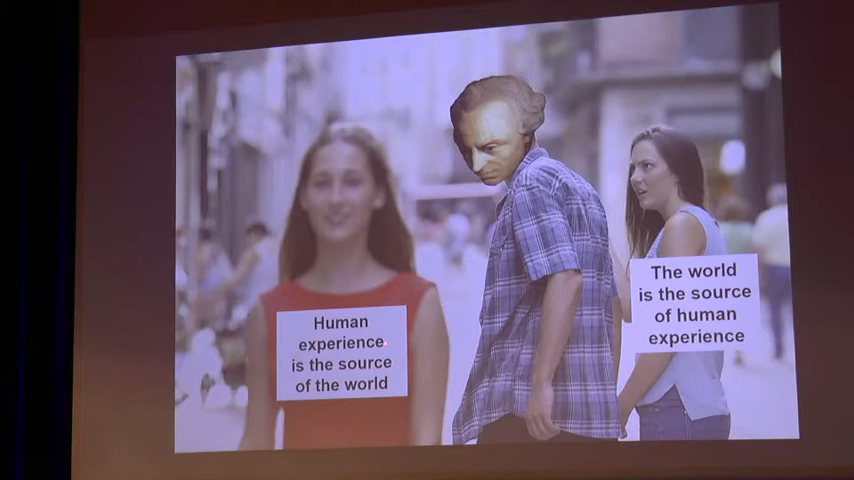 Human
experience
is the source
of the world
The world
is the source
of human
experience